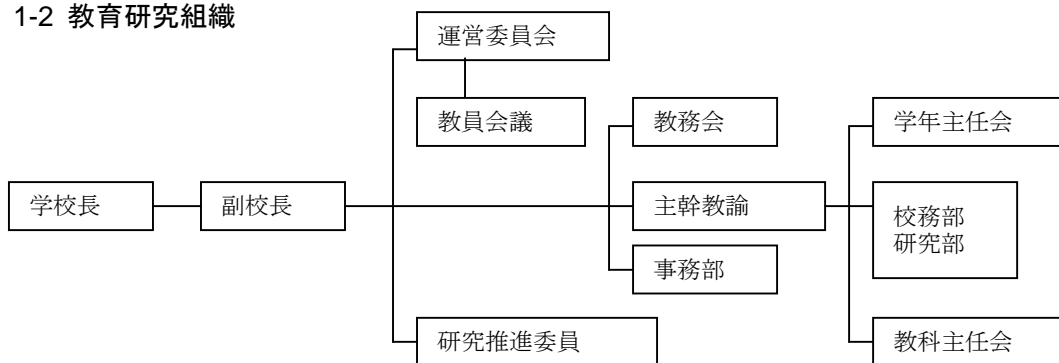 1-2 教育研究組織
運営委員会
教員会議
教務会
学年主任会
学校長
副校長
主幹教諭
校務部
研究部
事務部
研究推進委員
教科主任会